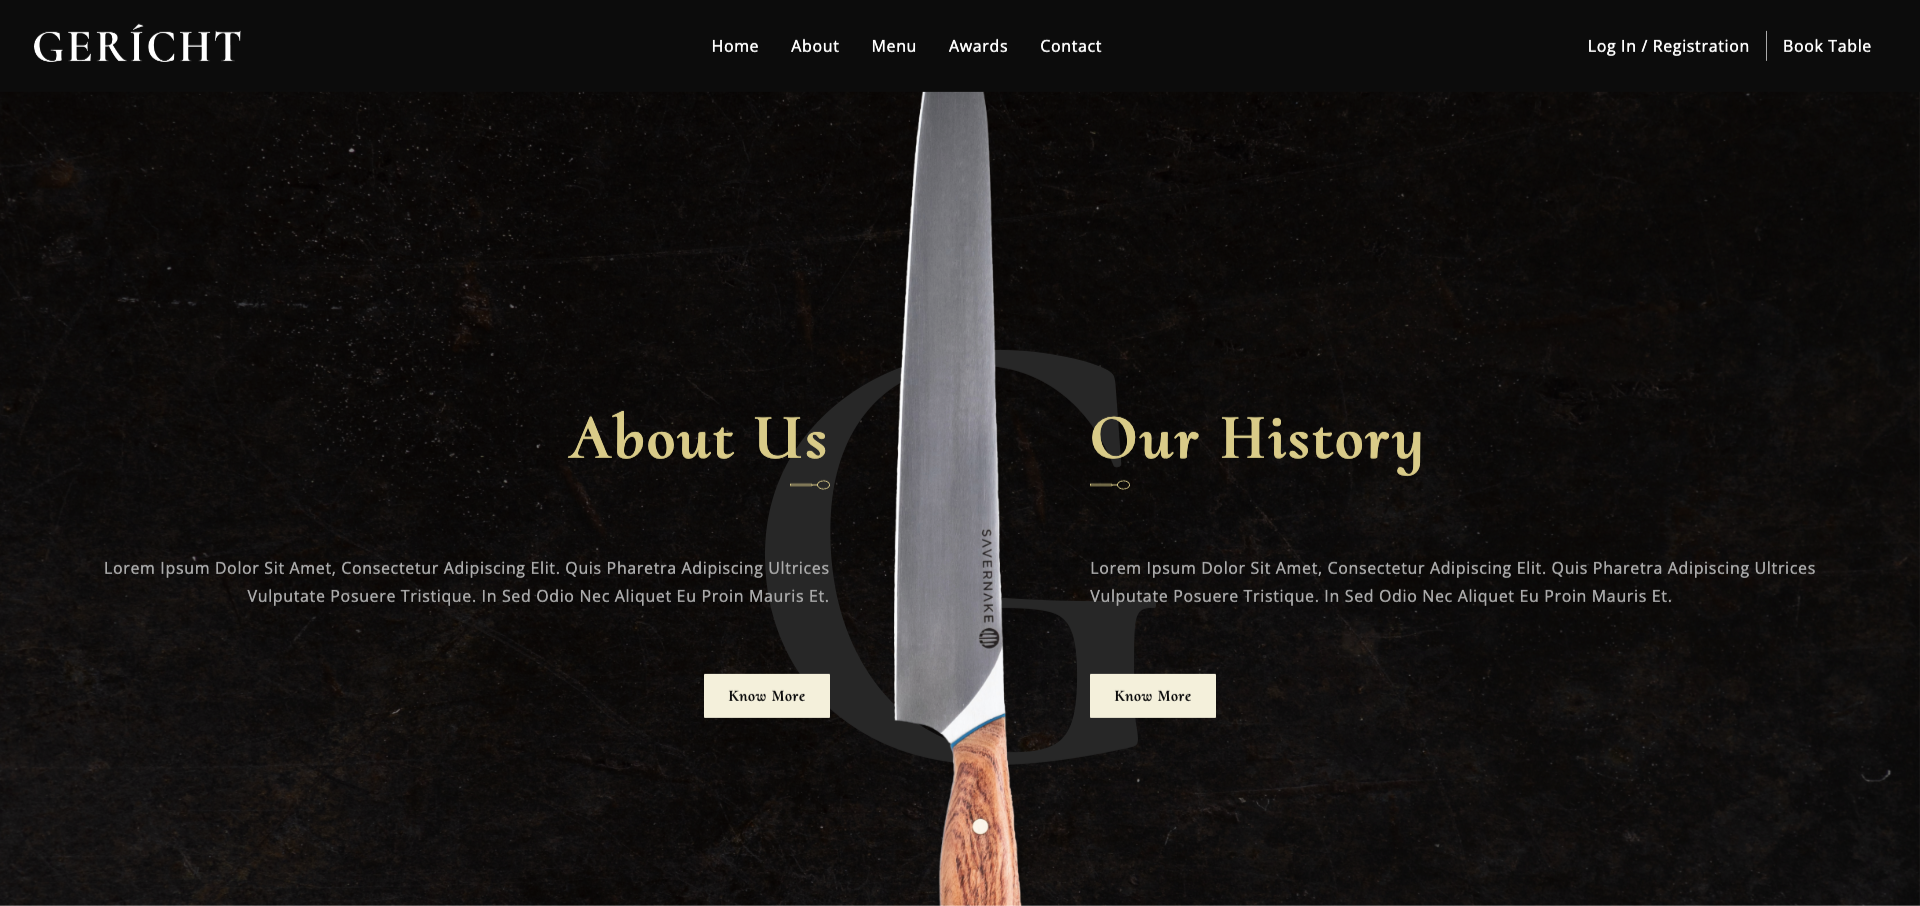 GERÍCHT
Home
About
Menu
Awards
Contact
Log In / Registration
Book Table
G
About Us
Lorem Ipsum Dolor Sit Amet, Consectetur Adipiscing Elit. Quis Pharetra Adipiscing Ultrices
Vulputate Posuere Tristique. In Sed Odio Nec Aliquet Eu Proin Mauris Et.
Know More
SΛVERNΛKE
Our History
Lorem Ipsum Dolor Sit Amet, Consectetur Adipiscing Elit. Quis Pharetra Adipiscing Ultrices
Vulputate Posuere Tristique. In Sed Odio Nec Aliquet Eu Proin Mauris Et.
Know More